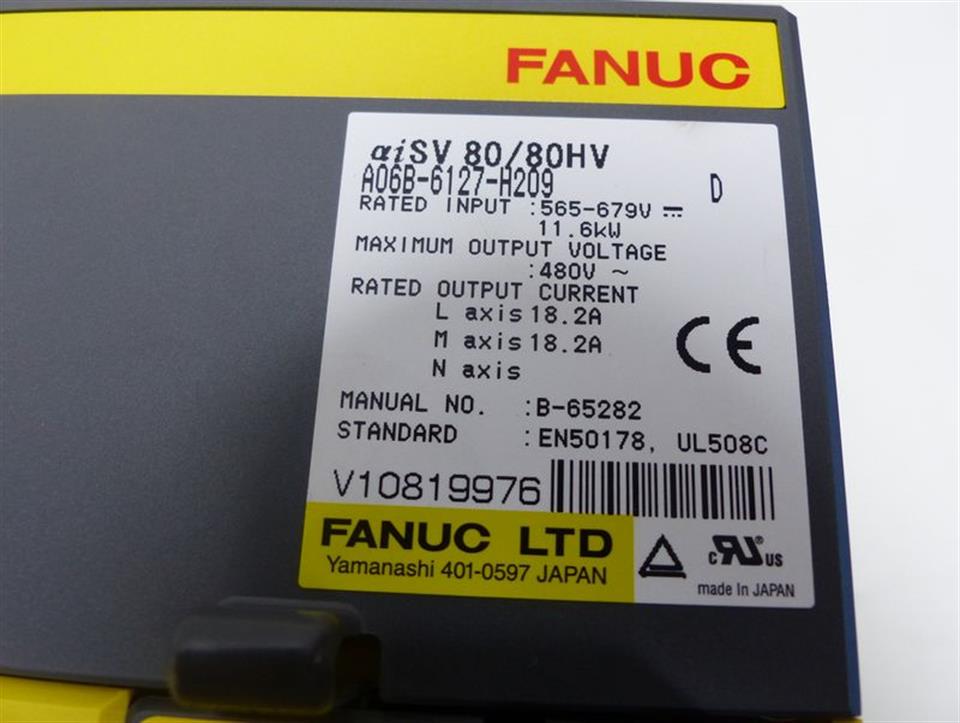 FANUC
αiSV 80/80HV
A06B-6127-H209 D
RATED INPUT :565-679V ⎓
11.6kW
MAXIMUM OUTPUT VOLTAGE
:480V ~
RATED OUTPUT CURRENT
L axis 18.2A
M axis 18.2A
N axis
MANUAL NO. :B-65282
STANDARD :EN50178, UL508C
V10819976
FANUC LTD
Yamanashi 401-0597 JAPAN
CE
c RU ® US
made In JAPAN